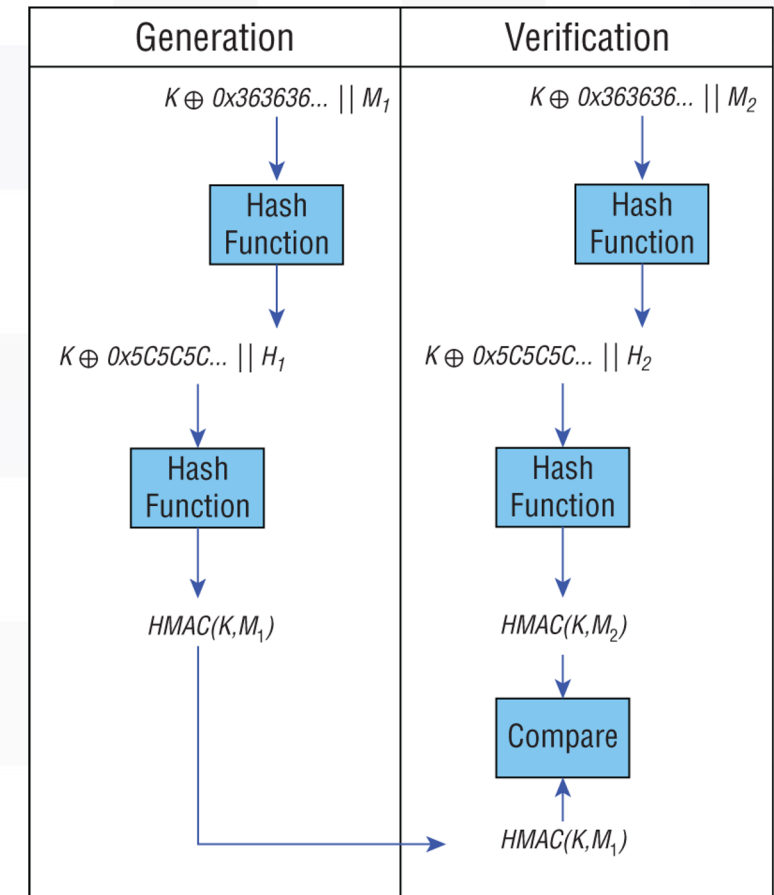 Generation
Verification
K ⊕ 0x363636... || M₁
K ⊕ 0x363636... || M₂
Hash
Function
Hash
Function
K ⊕ 0x5C5C5C... || H₁
K ⊕ 0x5C5C5C... || H₂
Hash
Function
Hash
Function
HMAC(K,M₁)
HMAC(K,M₂)
Compare
HMAC(K,M₁)